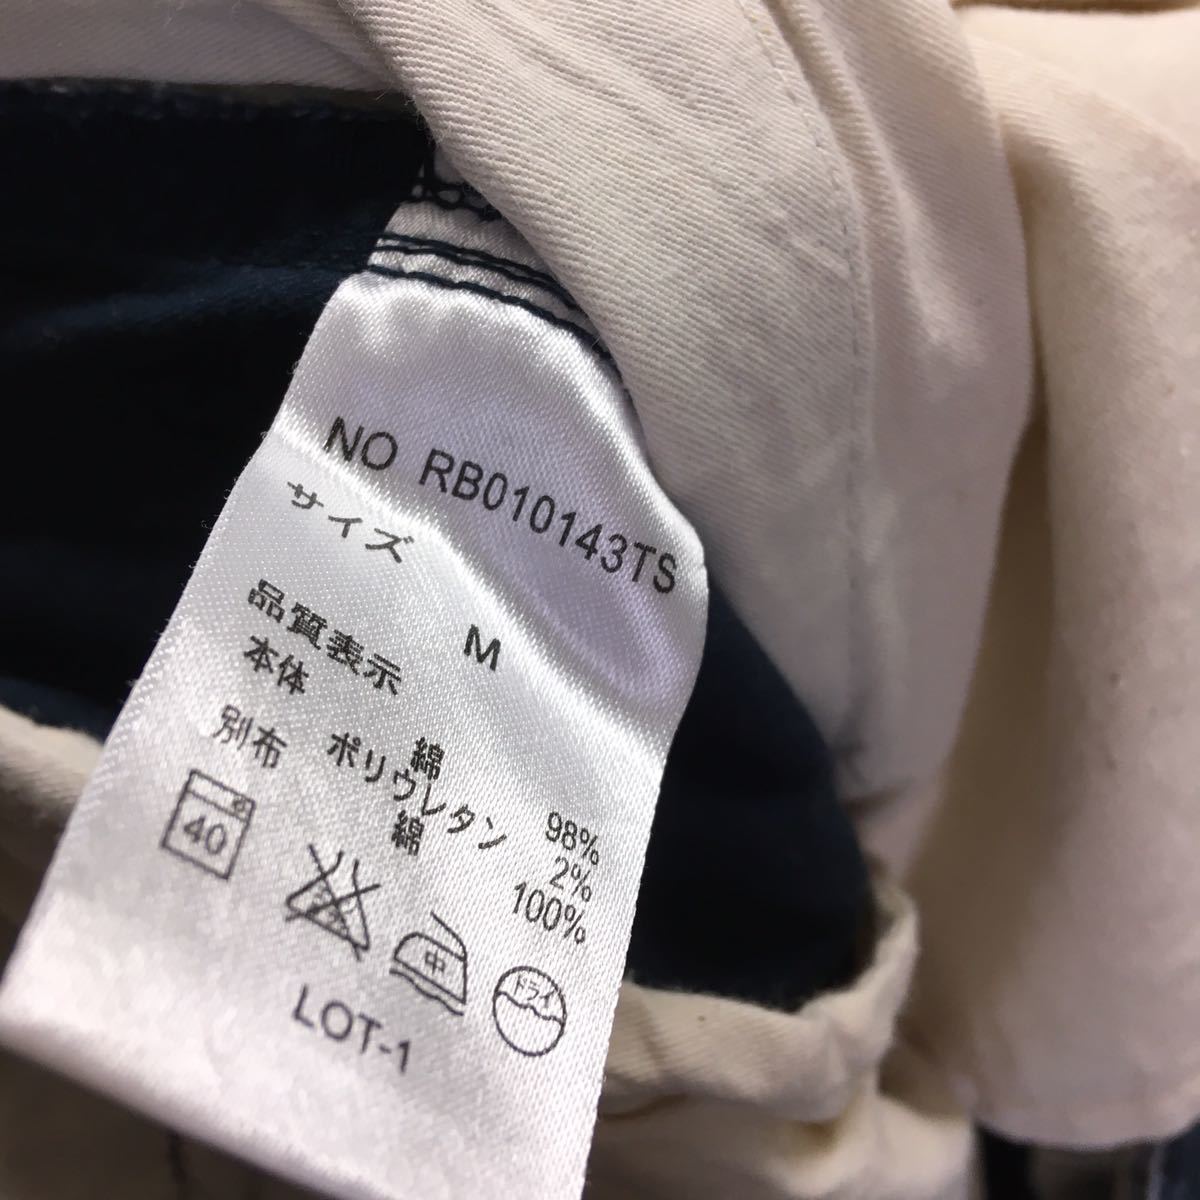 NO RB010143TS
サイズ M
品質表示
本体 綿 98%
ポリウレタン 2%
別布 綿 100%
40
中
ドライ
LOT-1